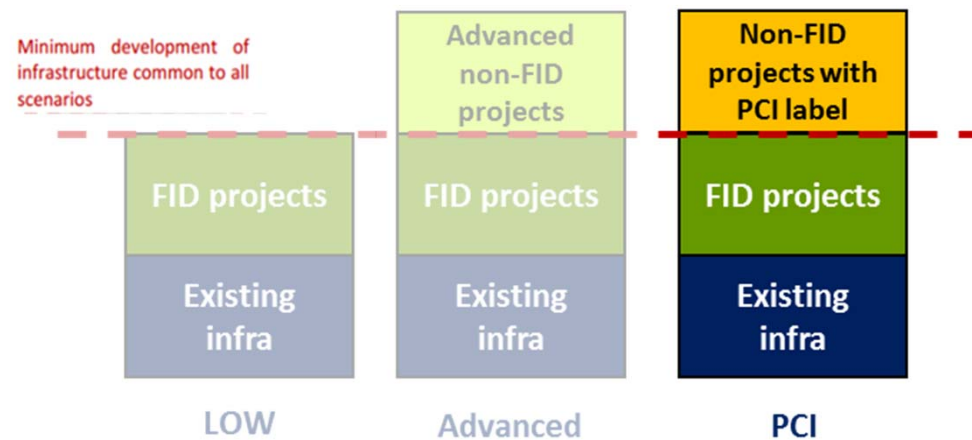 Minimum development of
infrastructure common to all
scenarios
Advanced
non-FID
projects
Non-FID
projects with
PCI label
FID projects
FID projects
FID projects
Existing
infra
Existing
infra
Existing
infra
LOW
Advanced
PCI